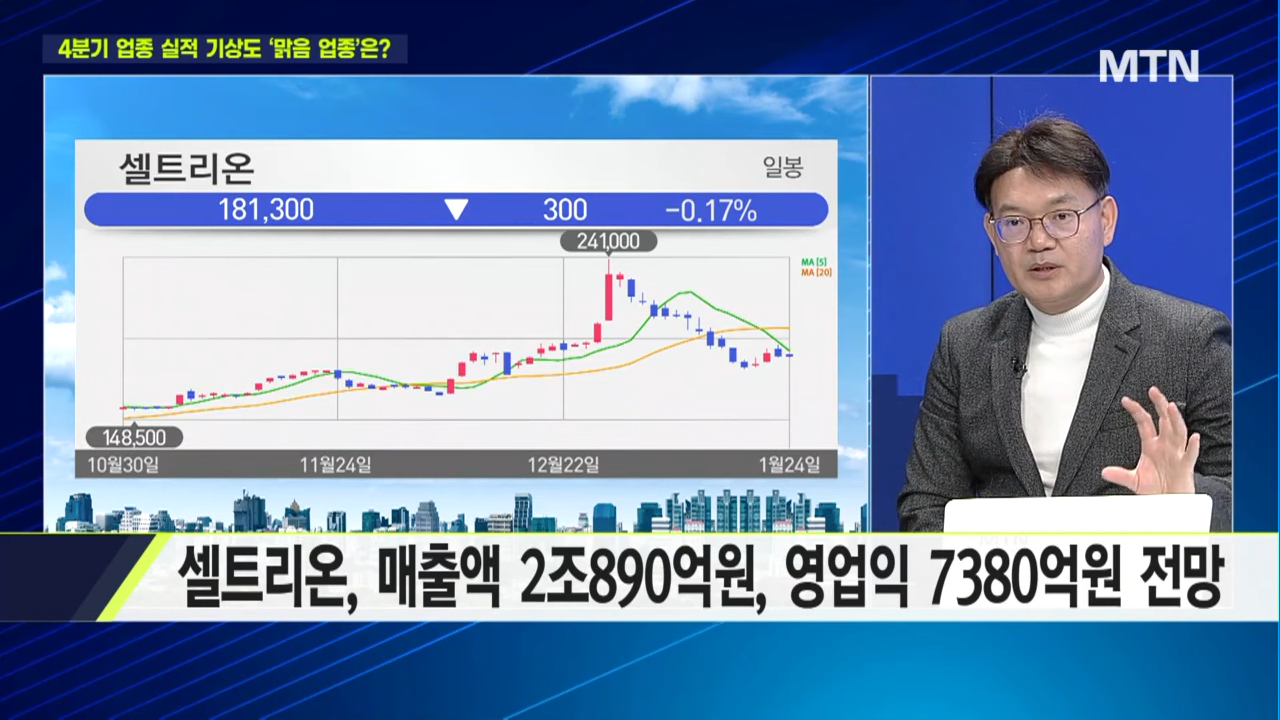 4분기 업종 실적 기상도 ‘맑음 업종’은?
MTN
셀트리온
일봉
181,300 ▼ 300 -0.17%
241,000
MA [5]
MA [20]
148,500
10월30일 11월24일 12월22일 1월24일
셀트리온, 매출액 2조890억원, 영업익 7380억원 전망